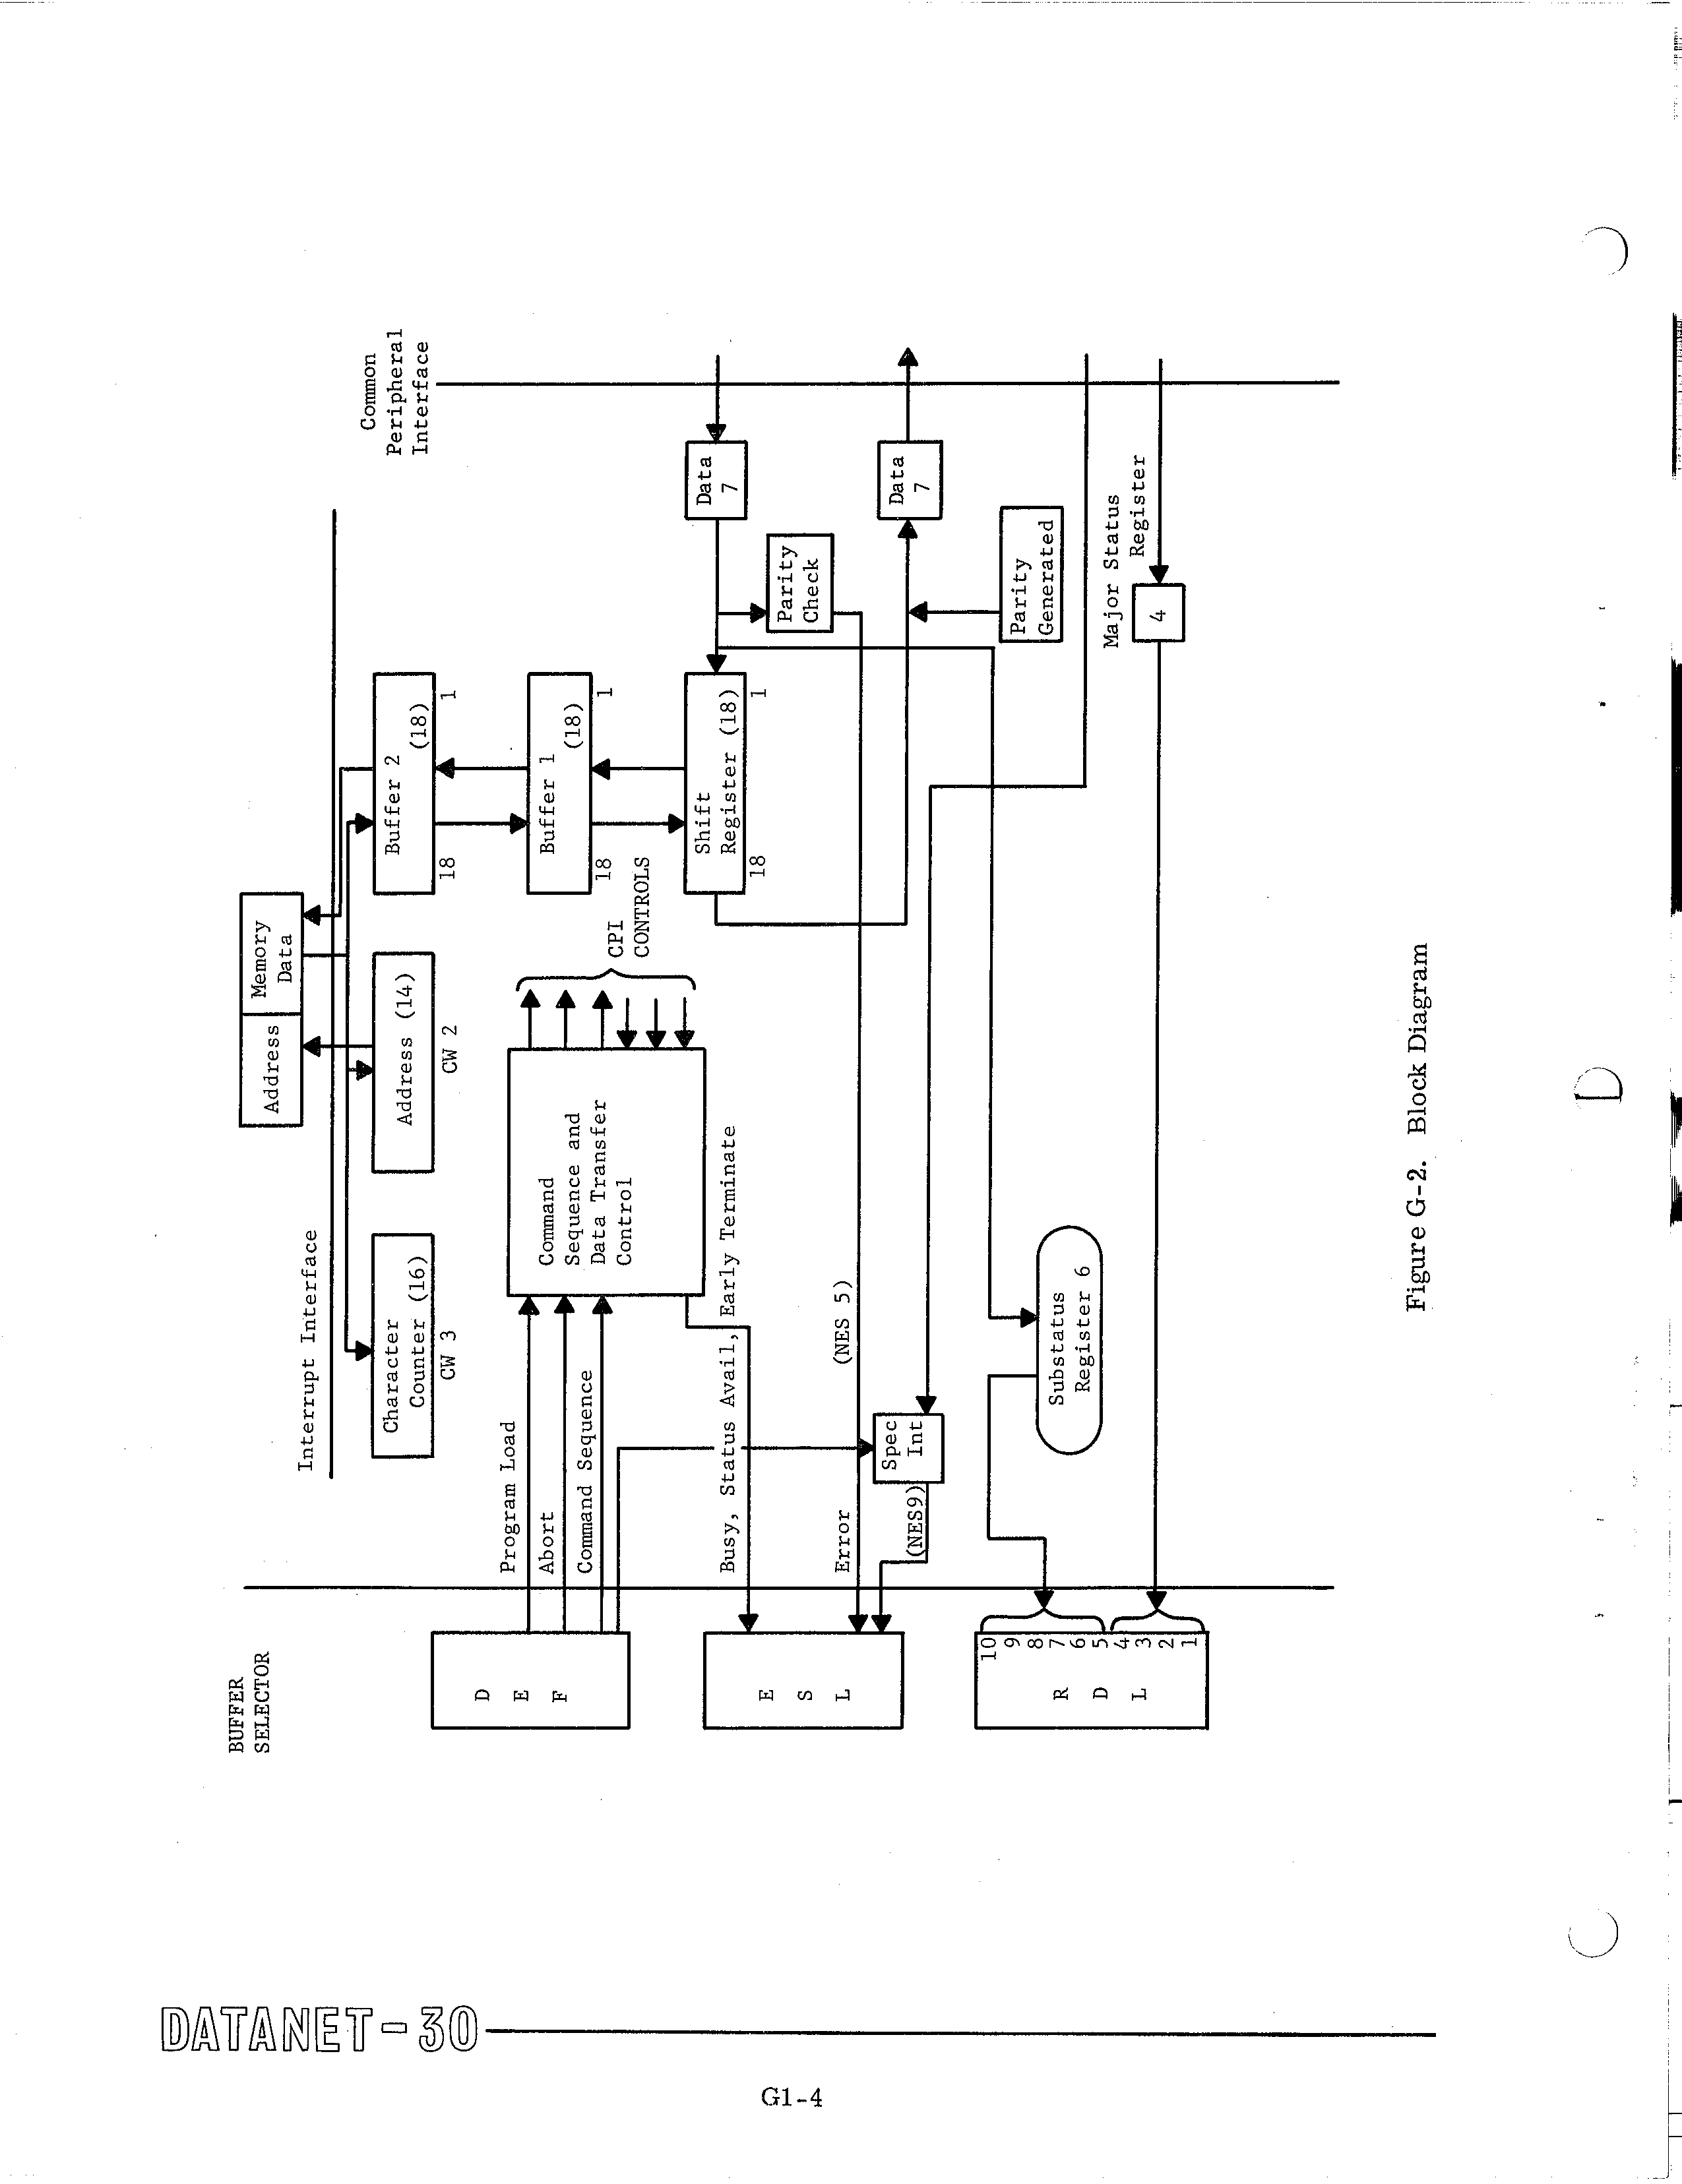 BUFFER
SELECTOR
Interrupt Interface
Common
Peripheral
Interface
Address
Memory
Data
Character
Counter (16)
CW 3
Address (14)
CW 2
Buffer 2
(18)
18
1
Buffer 1
(18)
18
1
Shift
Register (18)
18
1
Program Load
Abort
Command Sequence
Command
Sequence and
Data Transfer
Control
CPI
CONTROLS
D
E
F
Busy, Status Avail, Early Terminate
Error
(NES 5)
(NES9)
Spec
Int
E
S
L
Data
7
Parity
Check
Data
7
Parity
Generated
Major Status
Register
4
Substatus
Register 6
R
D
L
10
9
8
7
6
5
4
3
2
1
Figure G-2. Block Diagram
DATANET-30
G1-4